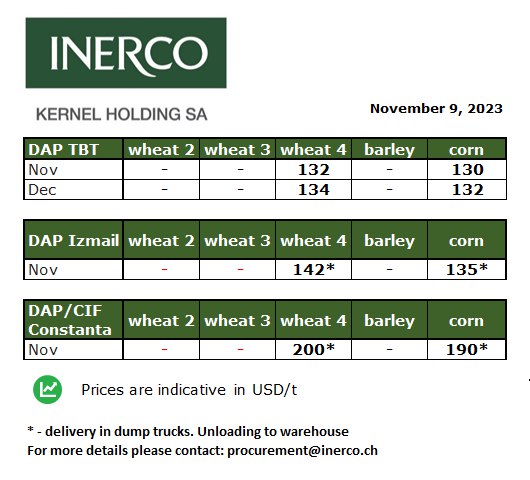 INERCO
KERNEL HOLDING SA
November 9, 2023
DAP TBT wheat 2 wheat 3 wheat 4 barley corn
Nov - - 132 - 130
Dec - - 134 - 132
DAP Izmail wheat 2 wheat 3 wheat 4 barley corn
Nov - - 142* - 135*
DAP/CIF
Constanta wheat 2 wheat 3 wheat 4 barley corn
Nov - - 200* - 190*
Prices are indicative in USD/t
* - delivery in dump trucks. Unloading to warehouse
For more details please contact: procurement@inerco.ch